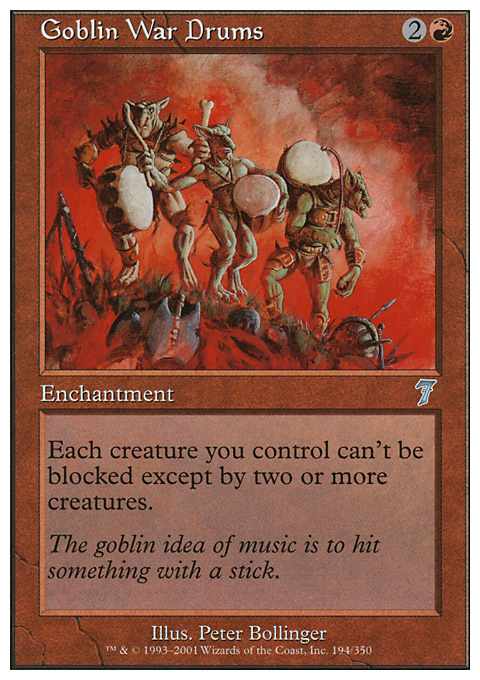 Goblin War Drums 2
Enchantment 7
Each creature you control can't be
blocked except by two or more
creatures.
The goblin idea of music is to hit
something with a stick.
Illus. Peter Bollinger
™ & © 1993–2001 Wizards of the Coast, Inc. 194/350